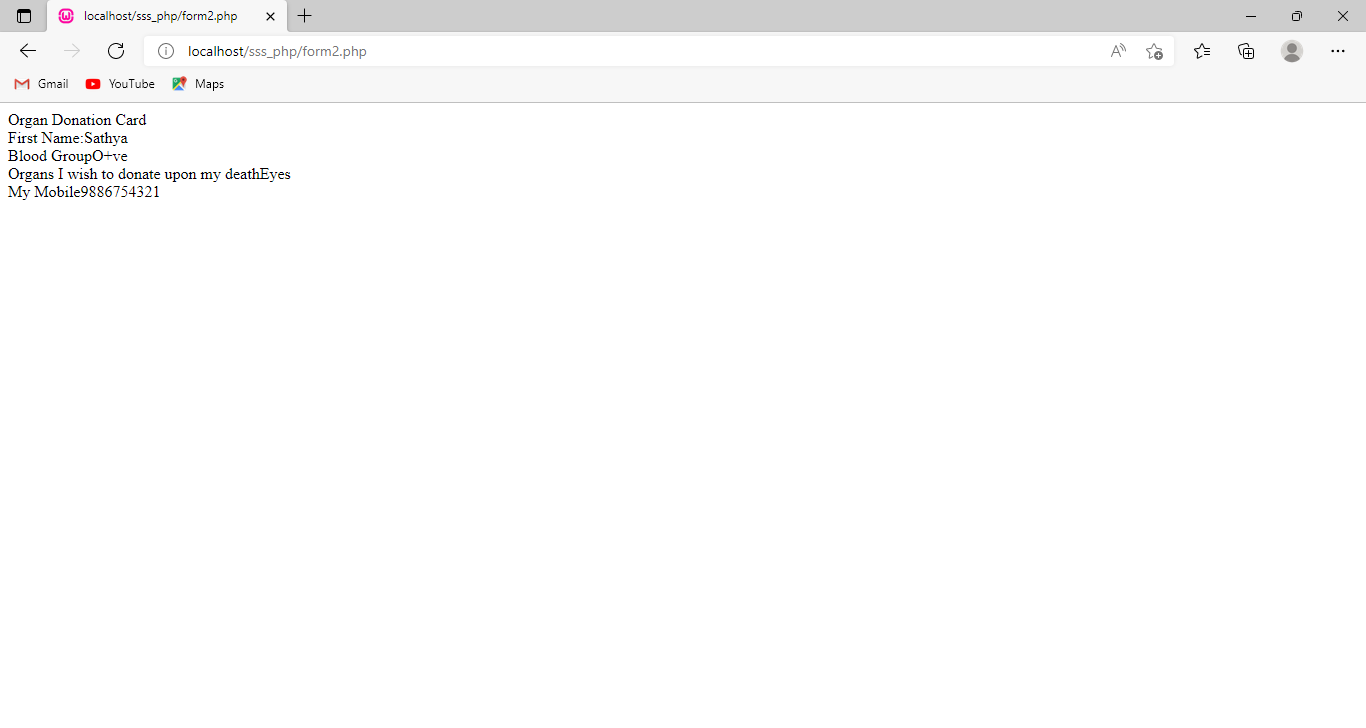 localhost/sss_php/form2.php
localhost/sss_php/form2.php
Gmail YouTube Maps
Organ Donation Card
First Name:Sathya
Blood GroupO+ve
Organs I wish to donate upon my deathEyes
My Mobile9886754321